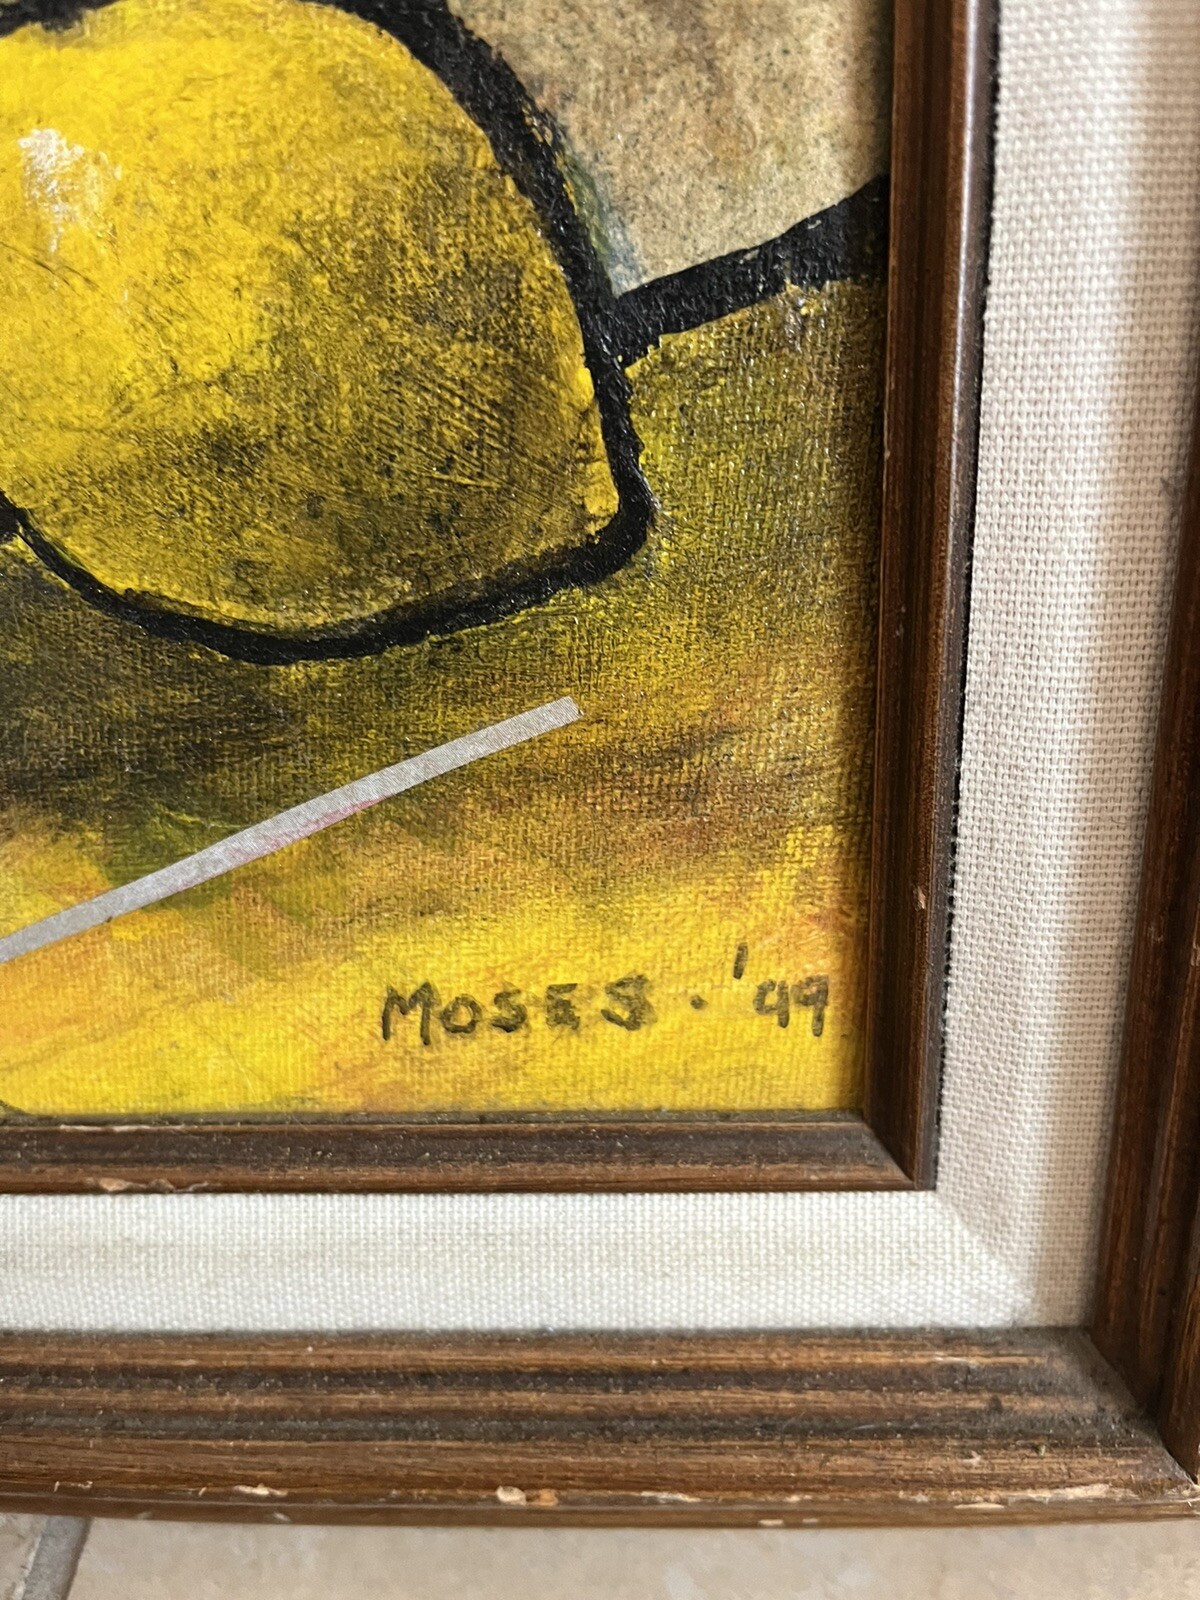 MOSES . '99